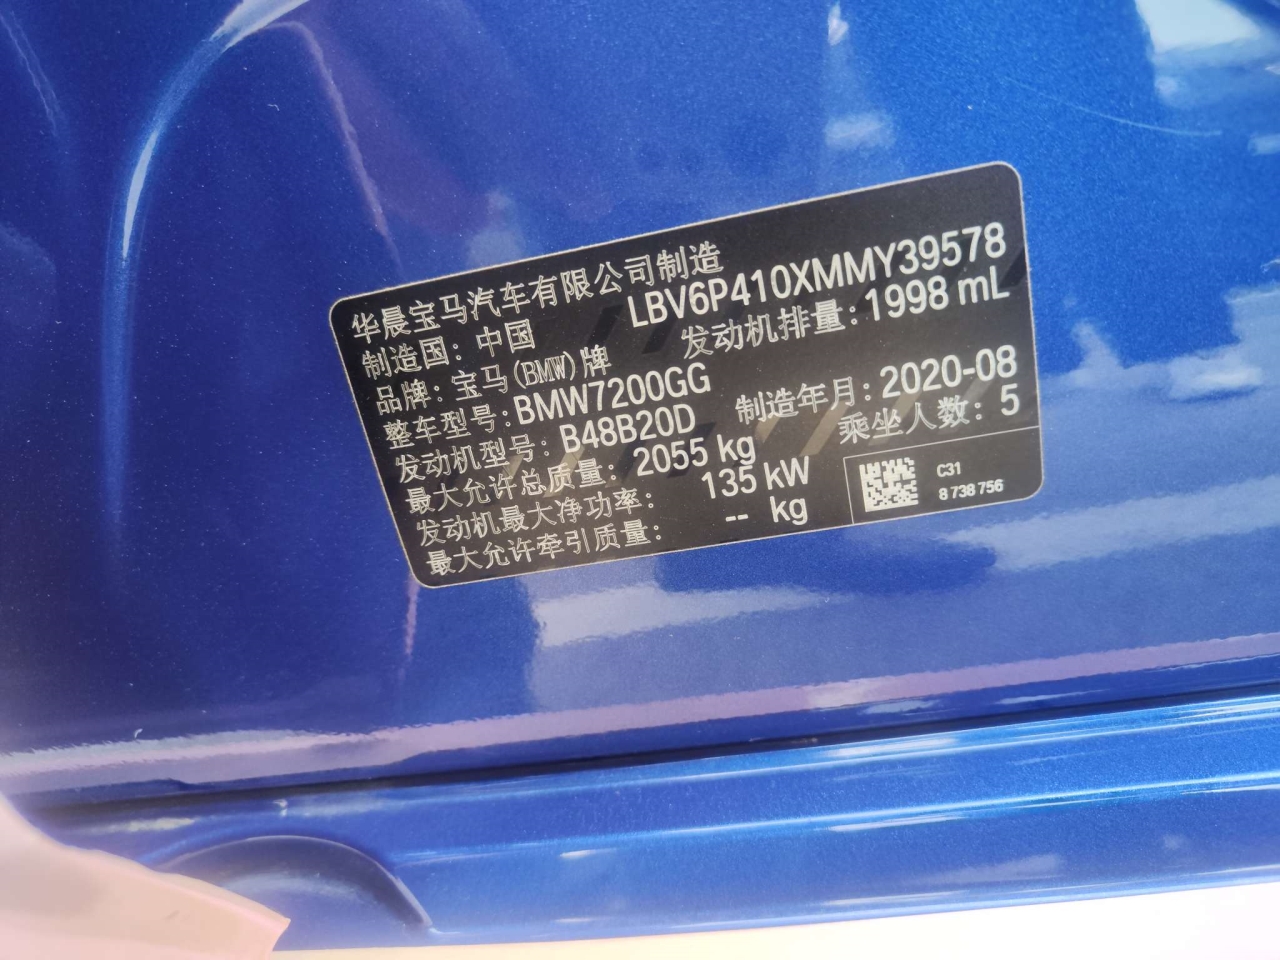 华晨宝马汽车有限公司制造
LBV6P410XMMY39578
制造国：中国
发动机排量：1998 mL
品牌：宝马(BMW)牌
整车型号：BMW7200GG
制造年月：2020-08
发动机型号：B48B20D
乘坐人数：5
最大允许总质量：2055 kg
发动机最大净功率：135 kW
最大允许牵引质量：-- kg
C31
8 738 756